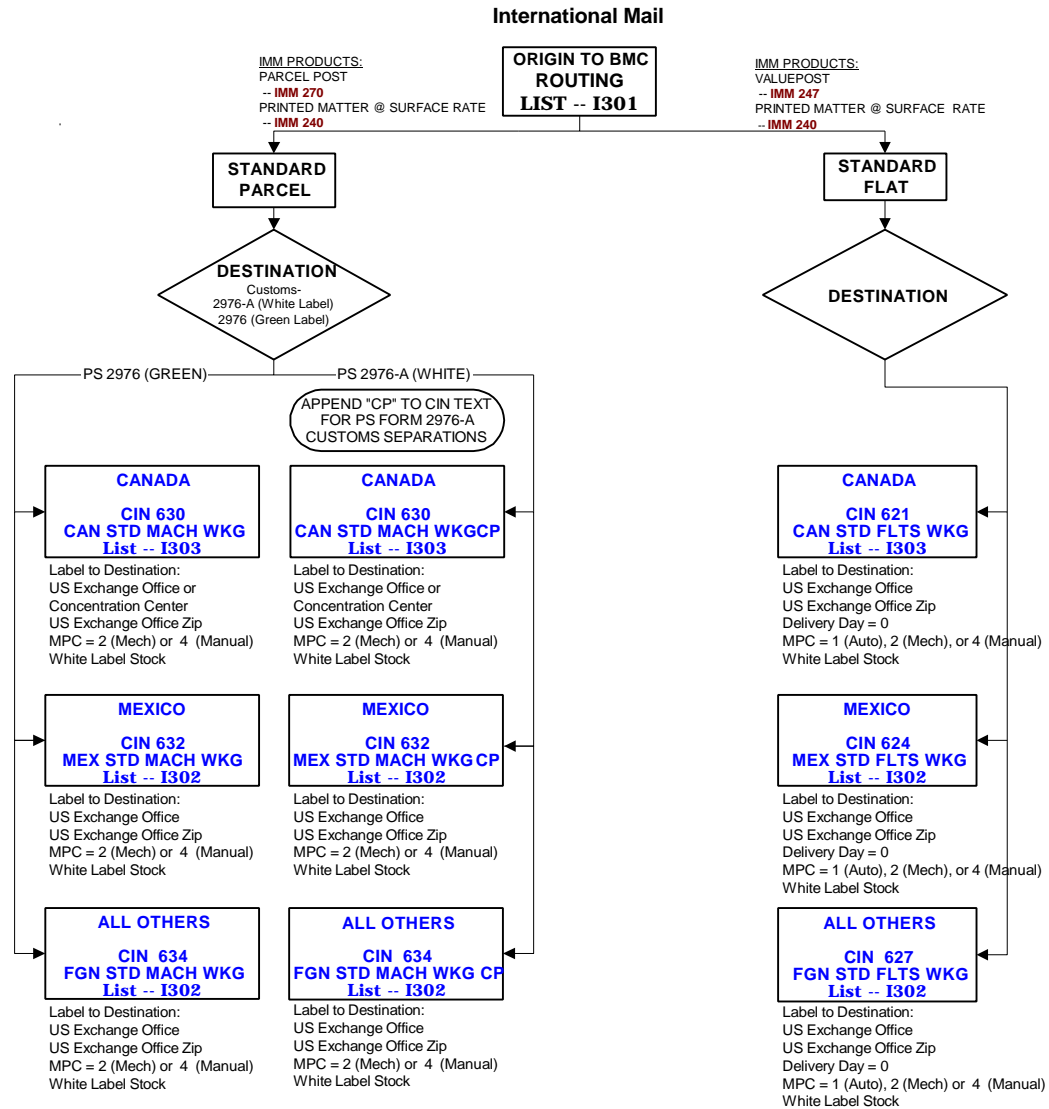 International Mail
IMM PRODUCTS:
PARCEL POST
-- IMM 270
PRINTED MATTER @ SURFACE RATE
-- IMM 240
ORIGIN TO BMC
ROUTING
LIST -- I301
IMM PRODUCTS:
VALUEPOST
-- IMM 247
PRINTED MATTER @ SURFACE RATE
-- IMM 240
STANDARD
PARCEL
STANDARD
FLAT
DESTINATION
Customs-
2976-A (White Label)
2976 (Green Label)
DESTINATION
PS 2976 (GREEN)
PS 2976-A (WHITE)
APPEND "CP" TO CIN TEXT
FOR PS FORM 2976-A
CUSTOMS SEPARATIONS
CANADA
CIN 630
CAN STD MACH WKG
List -- I303
Label to Destination:
US Exchange Office or
Concentration Center
US Exchange Office Zip
MPC = 2 (Mech) or 4 (Manual)
White Label Stock
CANADA
CIN 630
CAN STD MACH WKGCP
List -- I303
Label to Destination:
US Exchange Office or
Concentration Center
US Exchange Office Zip
MPC = 2 (Mech) or 4 (Manual)
White Label Stock
CANADA
CIN 621
CAN STD FLTS WKG
List -- I303
Label to Destination:
US Exchange Office
US Exchange Office Zip
Delivery Day = 0
MPC = 1 (Auto), 2 (Mech), or 4 (Manual)
White Label Stock
MEXICO
CIN 632
MEX STD MACH WKG
List -- I302
Label to Destination:
US Exchange Office
US Exchange Office Zip
MPC = 2 (Mech) or 4 (Manual)
White Label Stock
MEXICO
CIN 632
MEX STD MACH WKG CP
List -- I302
Label to Destination:
US Exchange Office
US Exchange Office Zip
MPC = 2 (Mech) or 4 (Manual)
White Label Stock
MEXICO
CIN 624
MEX STD FLTS WKG
List -- I302
Label to Destination:
US Exchange Office
US Exchange Office Zip
Delivery Day = 0
MPC = 1 (Auto), 2 (Mech), or 4 (Manual)
White Label Stock
ALL OTHERS
CIN 634
FGN STD MACH WKG
List -- I302
Label to Destination:
US Exchange Office
US Exchange Office Zip
MPC = 2 (Mech) or 4 (Manual)
White Label Stock
ALL OTHERS
CIN 634
FGN STD MACH WKG CP
List -- I302
Label to Destination:
US Exchange Office
US Exchange Office Zip
MPC = 2 (Mech) or 4 (Manual)
White Label Stock
ALL OTHERS
CIN 627
FGN STD FLTS WKG
List -- I302
Label to Destination:
US Exchange Office
US Exchange Office Zip
Delivery Day = 0
MPC = 1 (Auto), 2 (Mech) or 4 (Manual)
White Label Stock